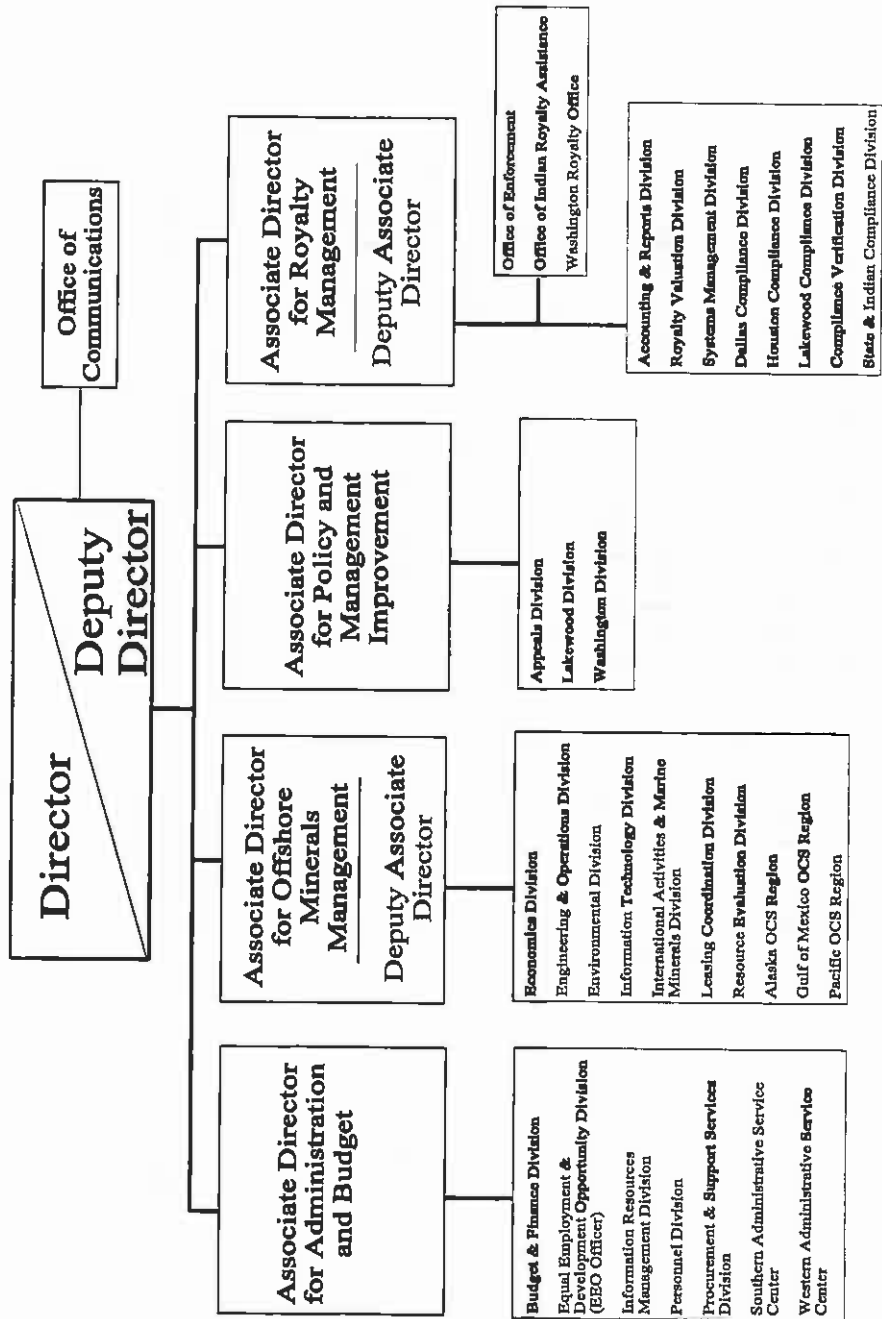 Director
Deputy
Director
Office of
Communications
Associate Director
for Administration
and Budget
Associate Director
for Offshore
Minerals
Management
Deputy Associate
Director
Associate Director
for Policy and
Management
Improvement
Associate Director
for Royalty
Management
Deputy Associate
Director
Office of Enforcement
Office of Indian Royalty Assistance
Washington Royalty Office
Budget & Finance Division
Equal Employment &
Development Opportunity Division
(EEO Officer)
Information Resources
Management Division
Personnel Division
Procurement & Support Services
Division
Southern Administrative Service
Center
Western Administrative Service
Center
Economics Division
Engineering & Operations Division
Environmental Division
Information Technology Division
International Activities & Marine
Minerals Division
Leasing Coordination Division
Resource Evaluation Division
Alaska OCS Region
Gulf of Mexico OCS Region
Pacific OCS Region
Appeals Division
Lakewood Division
Washington Division
Accounting & Reports Division
Royalty Valuation Division
Systems Management Division
Dallas Compliance Division
Houston Compliance Division
Lakewood Compliance Division
Compliance Verification Division
State & Indian Compliance Division